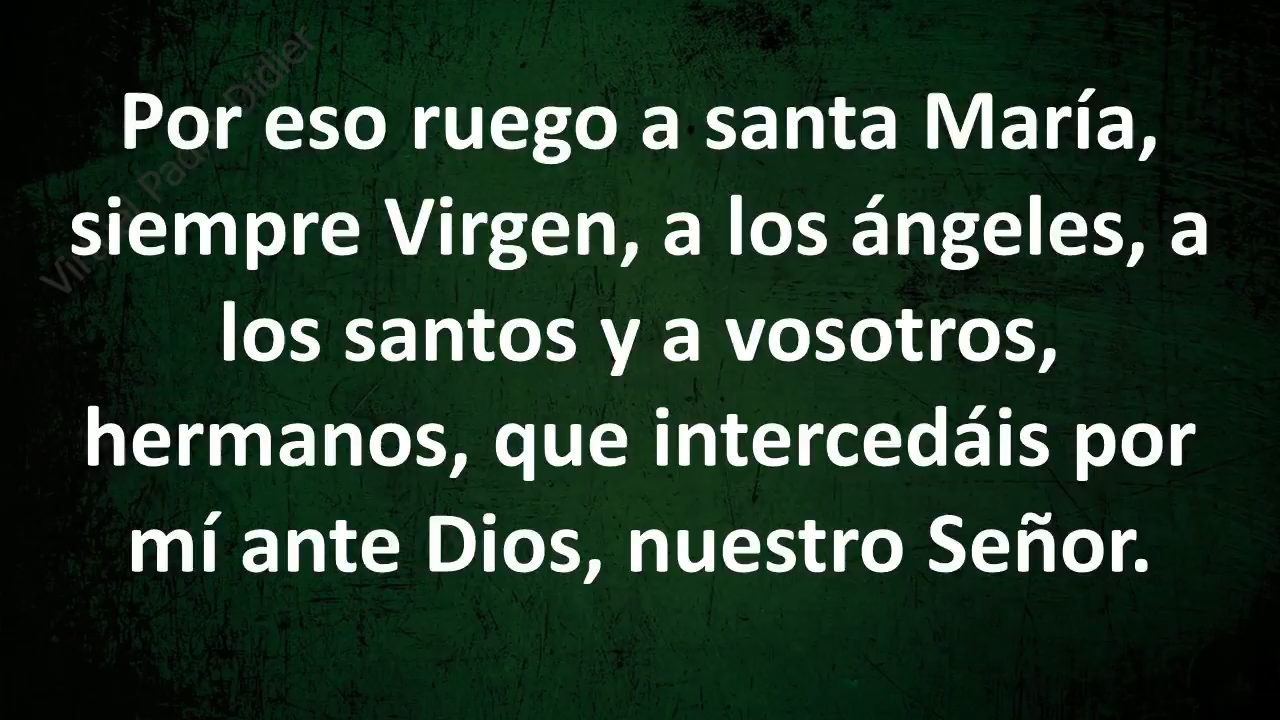 Por eso ruego a santa María,
siempre Virgen, a los ángeles, a
los santos y a vosotros,
hermanos, que intercedáis por
mí ante Dios, nuestro Señor.